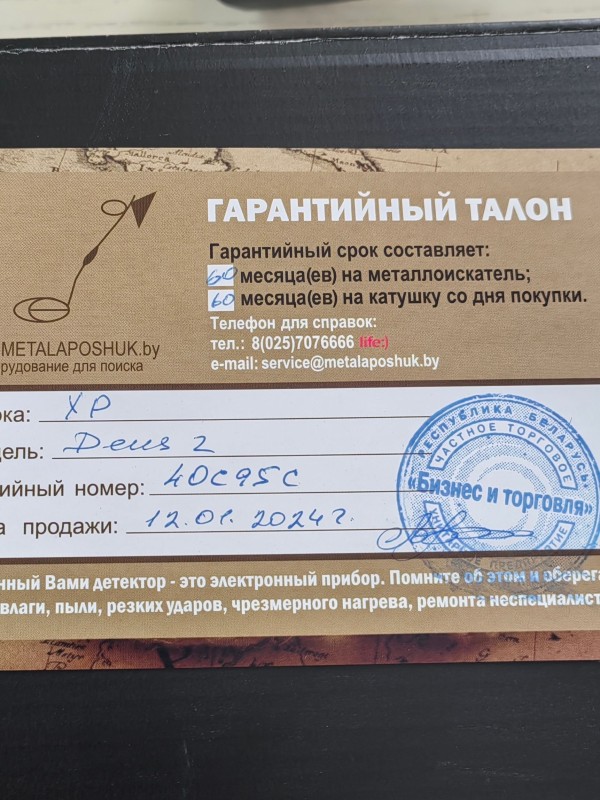 ГАРАНТИЙНЫЙ ТАЛОН
Гарантийный срок составляет:
60 месяца(ев) на металлоискатель;
60 месяца(ев) на катушку со дня покупки.
Телефон для справок:
тел.: 8(025)7076666 life:)
e-mail: service@metalaposhuk.by
METALAPOSHUK.by
рудование для поиска
рка: XP
ель: Deus 2
ийный номер: 40C95C
а продажи: 12.01.2024г.
РЕСПУБЛИКА БЕЛАРУСЬ
ЧАСТНОЕ ТОРГОВОЕ
«Бизнес и торговля»
ПРЕДПРИЯТИЕ
нный Вами детектор - это электронный прибор. Помните об этом и оберега
влаги, пыли, резких ударов, чрезмерного нагрева, ремонта неспециалист